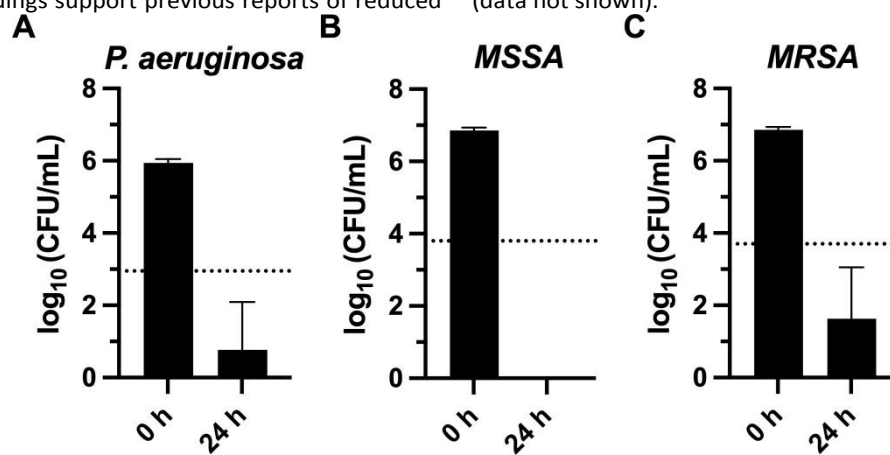 dings support previous reports of reduced (data not shown).
A B C
P. aeruginosa MSSA MRSA
log10 (CFU/mL)
8
6
4
2
0
0 h 24 h
log10 (CFU/mL)
8
6
4
2
0
0 h 24 h
log10 (CFU/mL)
8
6
4
2
0
0 h 24 h